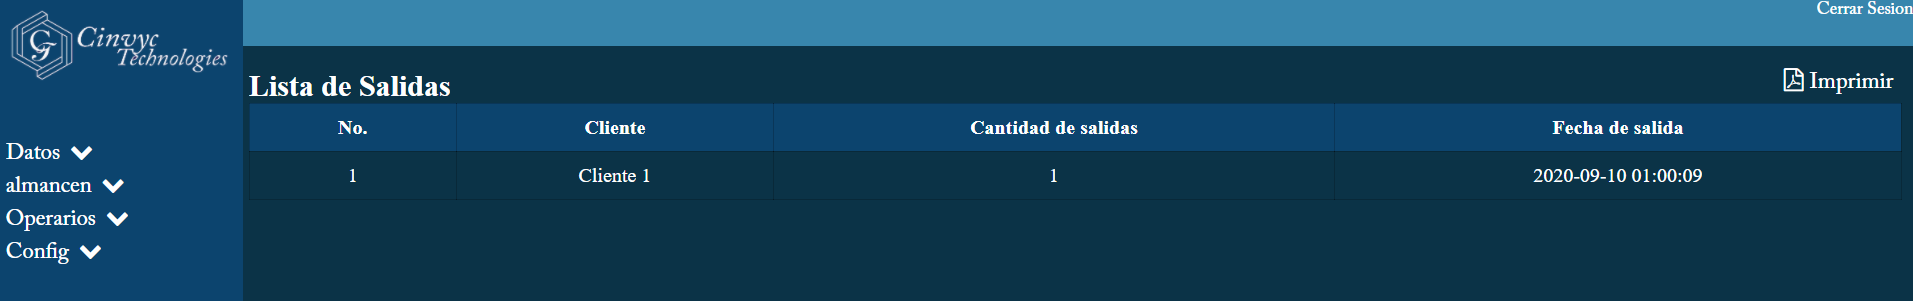 Cerrar Sesion
Cinvyc
Technologies
Lista de Salidas
Imprimir
No. Cliente Cantidad de salidas Fecha de salida
1 Cliente 1 1 2020-09-10 01:00:09
Datos
almancen
Operarios
Config